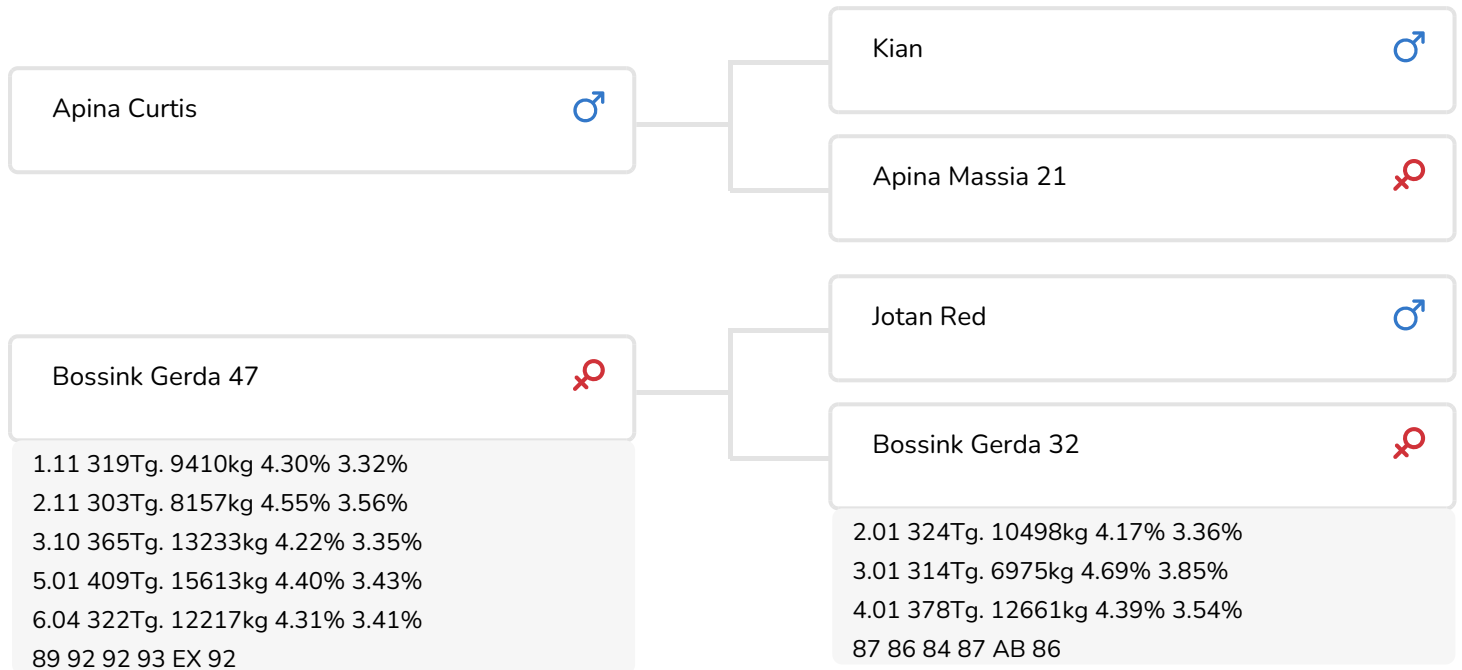 Apina Curtis
Kian
Apina Massia 21
Bossink Gerda 47
1.11 319Tg. 9410kg 4.30% 3.32%
2.11 303Tg. 8157kg 4.55% 3.56%
3.10 365Tg. 13233kg 4.22% 3.35%
5.01 409Tg. 15613kg 4.40% 3.43%
6.04 322Tg. 12217kg 4.31% 3.41%
89 92 92 93 EX 92
Jotan Red
Bossink Gerda 32
2.01 324Tg. 10498kg 4.17% 3.36%
3.01 314Tg. 6975kg 4.69% 3.85%
4.01 378Tg. 12661kg 4.39% 3.54%
87 86 84 87 AB 86